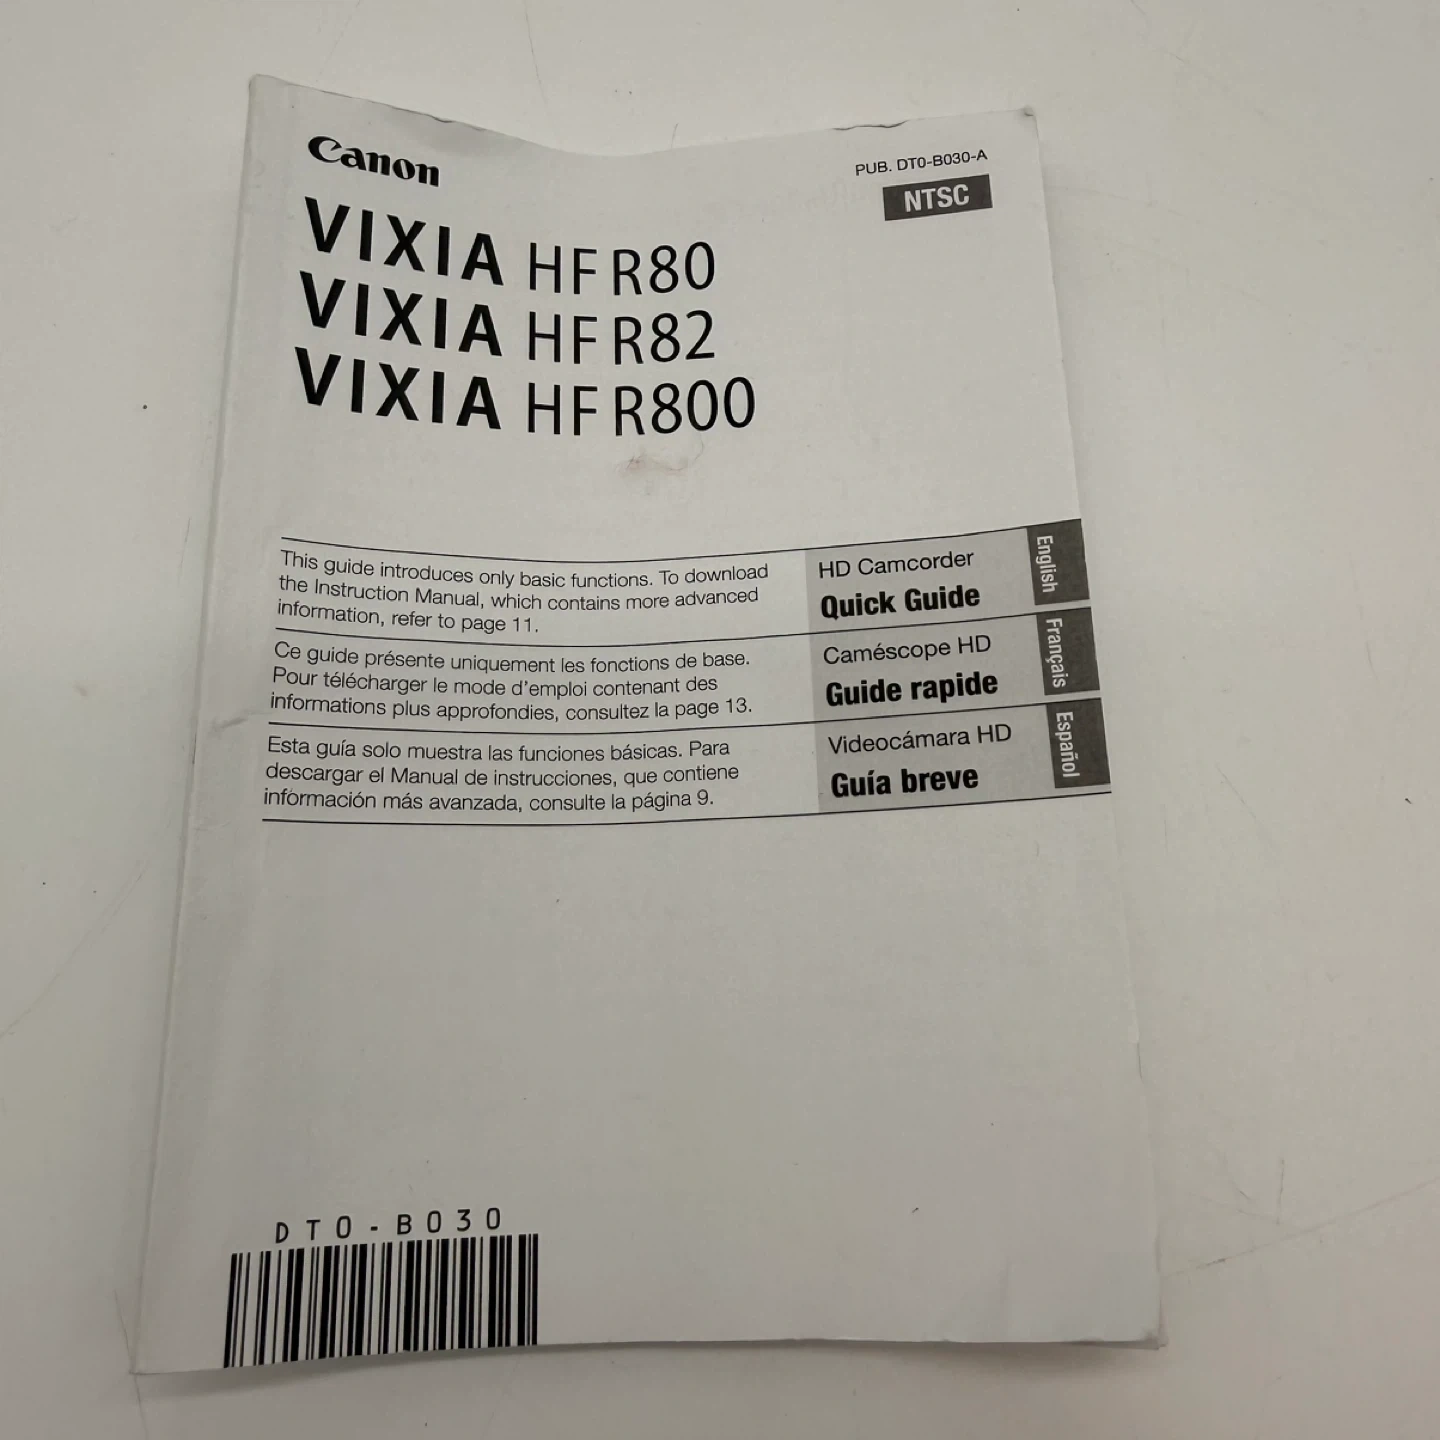 Canon
PUB. DT0-B030-A
NTSC
VIXIA HF R80
VIXIA HF R82
VIXIA HF R800
This guide introduces only basic functions. To download
the Instruction Manual, which contains more advanced
information, refer to page 11.
HD Camcorder
Quick Guide
English
Ce guide présente uniquement les fonctions de base.
Pour télécharger le mode d'emploi contenant des
informations plus approfondies, consultez la page 13.
Caméscope HD
Guide rapide
Français
Esta guía solo muestra las funciones básicas. Para
descargar el Manual de instrucciones, que contiene
información más avanzada, consulte la página 9.
Videocámara HD
Guía breve
Español
DT0-B030